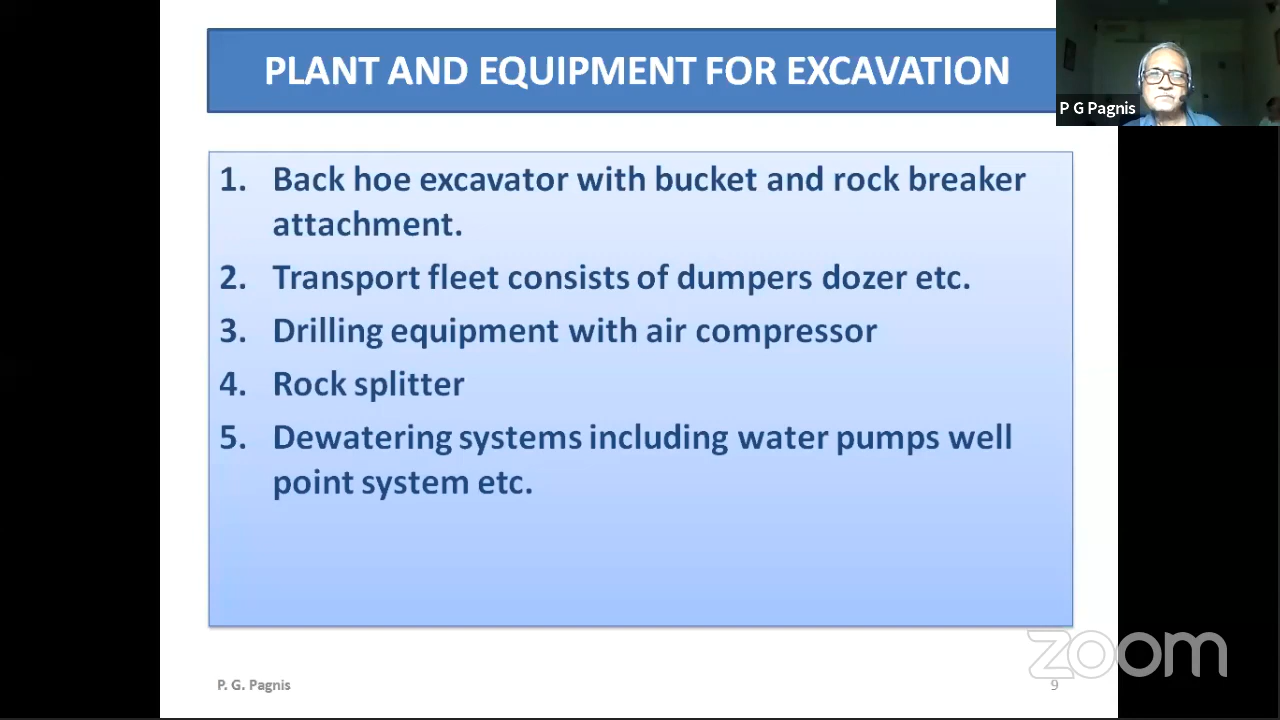 PLANT AND EQUIPMENT FOR EXCAVATION
P G Pagnis
1. Back hoe excavator with bucket and rock breaker
attachment.
2. Transport fleet consists of dumpers dozer etc.
3. Drilling equipment with air compressor
4. Rock splitter
5. Dewatering systems including water pumps well
point system etc.
zoom
P. G. Pagnis
9